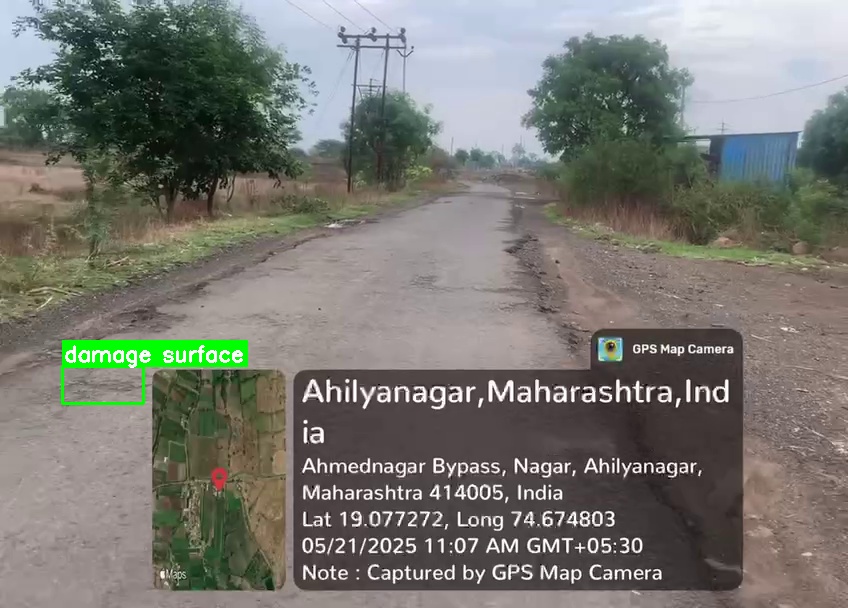 damage surface
GPS Map Camera
Ahilyanagar,Maharashtra,Ind
ia
Ahmednagar Bypass, Nagar, Ahilyanagar,
Maharashtra 414005, India
Lat 19.077272, Long 74.674803
05/21/2025 11:07 AM GMT+05:30
Note : Captured by GPS Map Camera
Maps